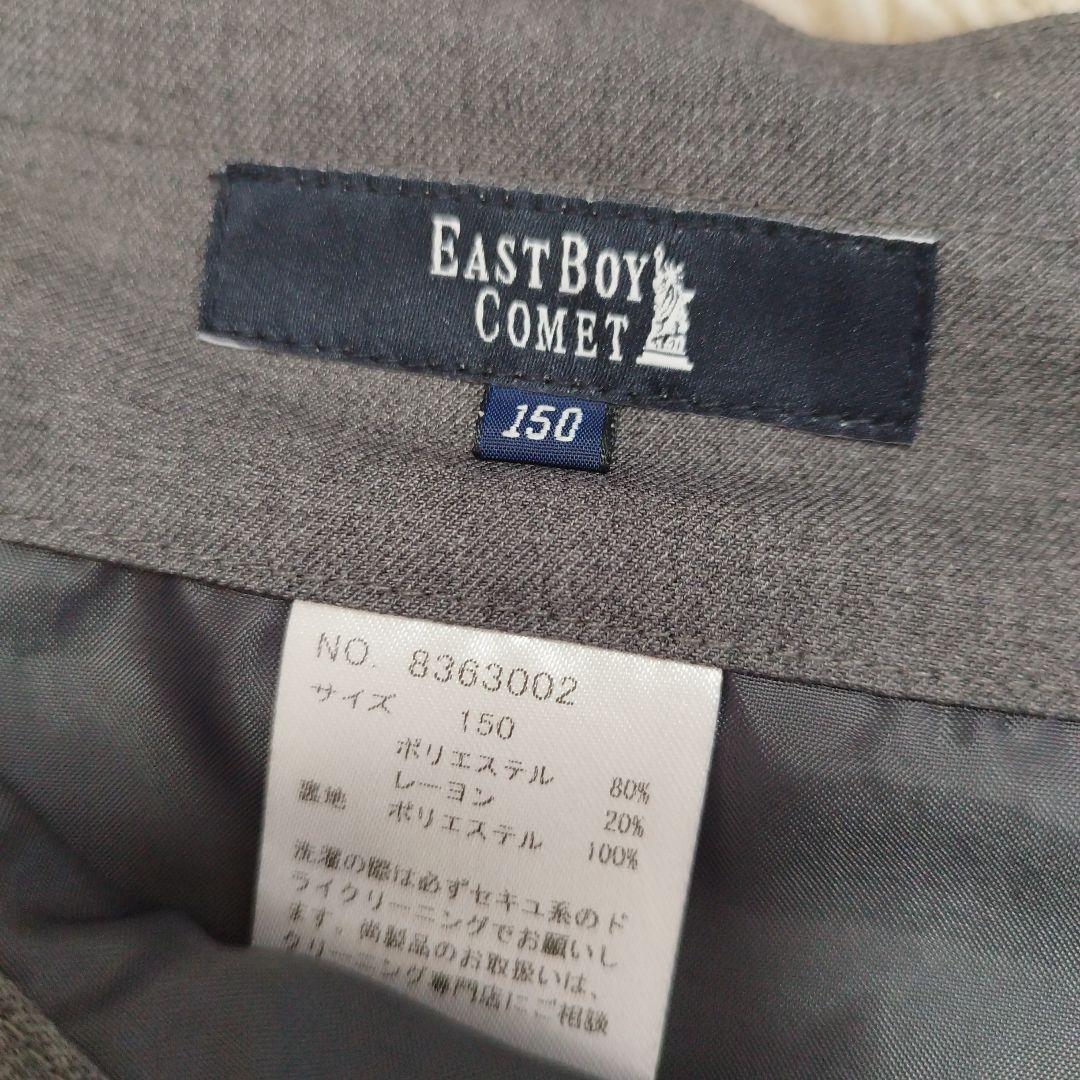 EAST BOY
COMET
150
NO. 8363002
サイズ 150
ポリエステル 80%
レーヨン 20%
裏地 ポリエステル 100%
洗濯の際は必ずセキユ系のド
ライクリーニングでお願いし
ます。尚製品のお取扱いは、
クリーニング専門店にご相談